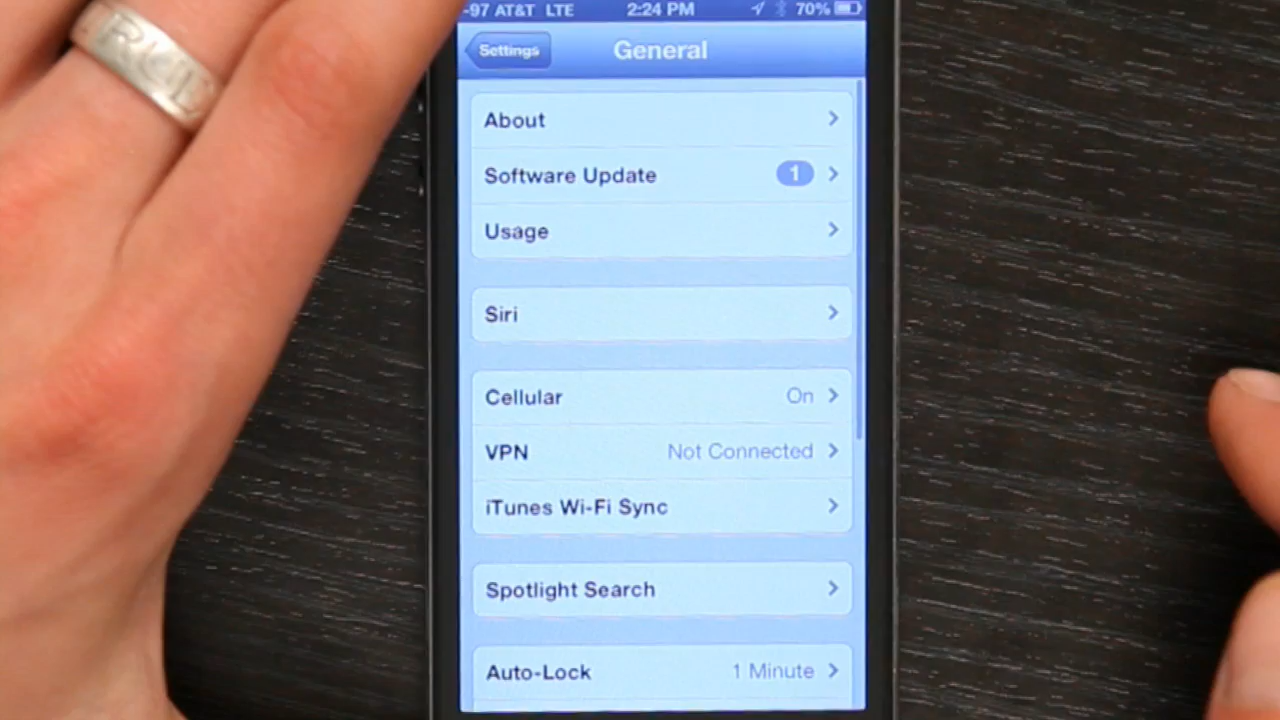 -97 AT&T LTE 2:24 PM 70%
Settings General
About
Software Update 1
Usage
Siri
Cellular On
VPN Not Connected
iTunes Wi-Fi Sync
Spotlight Search
Auto-Lock 1 Minute